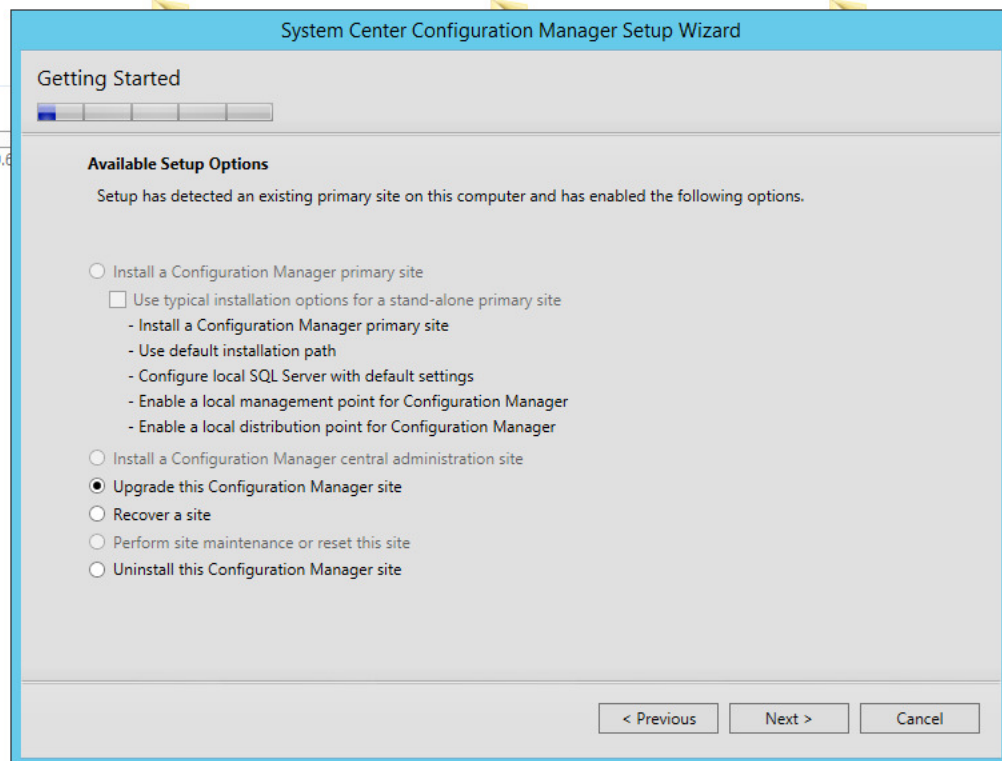 System Center Configuration Manager Setup Wizard
Getting Started
Available Setup Options
Setup has detected an existing primary site on this computer and has enabled the following options.
Install a Configuration Manager primary site
Use typical installation options for a stand-alone primary site
- Install a Configuration Manager primary site
- Use default installation path
- Configure local SQL Server with default settings
- Enable a local management point for Configuration Manager
- Enable a local distribution point for Configuration Manager
Install a Configuration Manager central administration site
Upgrade this Configuration Manager site
Recover a site
Perform site maintenance or reset this site
Uninstall this Configuration Manager site
< Previous Next > Cancel